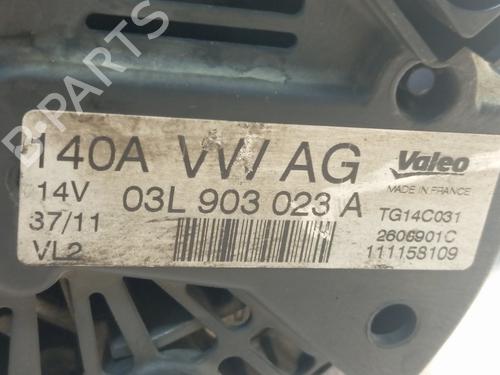 B-PARTS
140A VW AG
Valeo
14V 03L 903 023 A
MADE IN FRANCE
37/11
TG14C031
VL2
2606901C
111158109